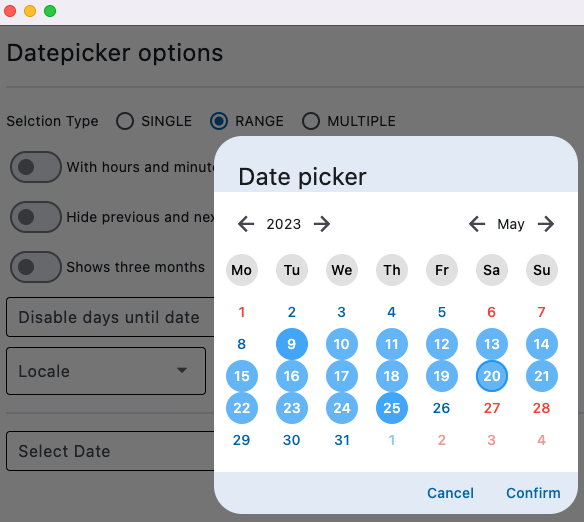 Datepicker options
Selction Type SINGLE RANGE MULTIPLE
With hours and minute
Hide previous and nex
Shows three months
Disable days until date
Locale
Select Date
Date picker
2023 May
Mo Tu We Th Fr Sa Su
1 2 3 4 5 6 7
8 9 10 11 12 13 14
15 16 17 18 19 20 21
22 23 24 25 26 27 28
29 30 31 1 2 3 4
Cancel Confirm